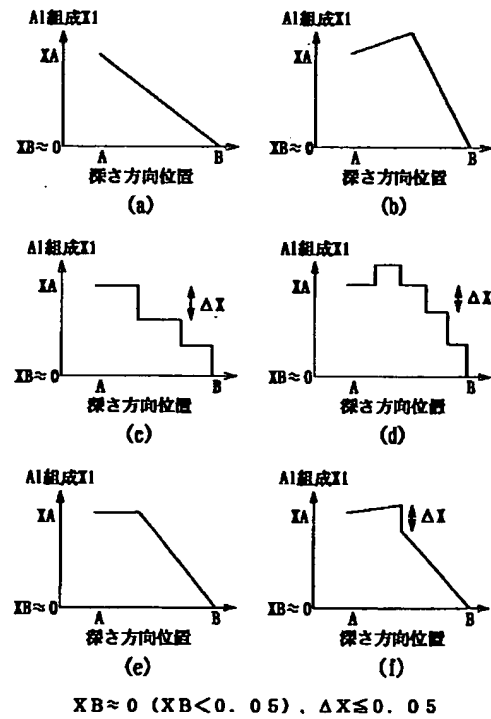 Al組成X1
XA
XB≈0
A
B
深さ方向位置
(a)
Al組成X1
XA
XB≈0
A
B
深さ方向位置
(b)
Al組成X1
XA
ΔX
XB≈0
A
B
深さ方向位置
(c)
Al組成X1
XA
ΔX
XB≈0
A
B
深さ方向位置
(d)
Al組成X1
XA
XB≈0
A
B
深さ方向位置
(e)
Al組成X1
XA
ΔX
XB≈0
A
B
深さ方向位置
(f)
XB≈0 (XB<0.05), ΔX≦0.05